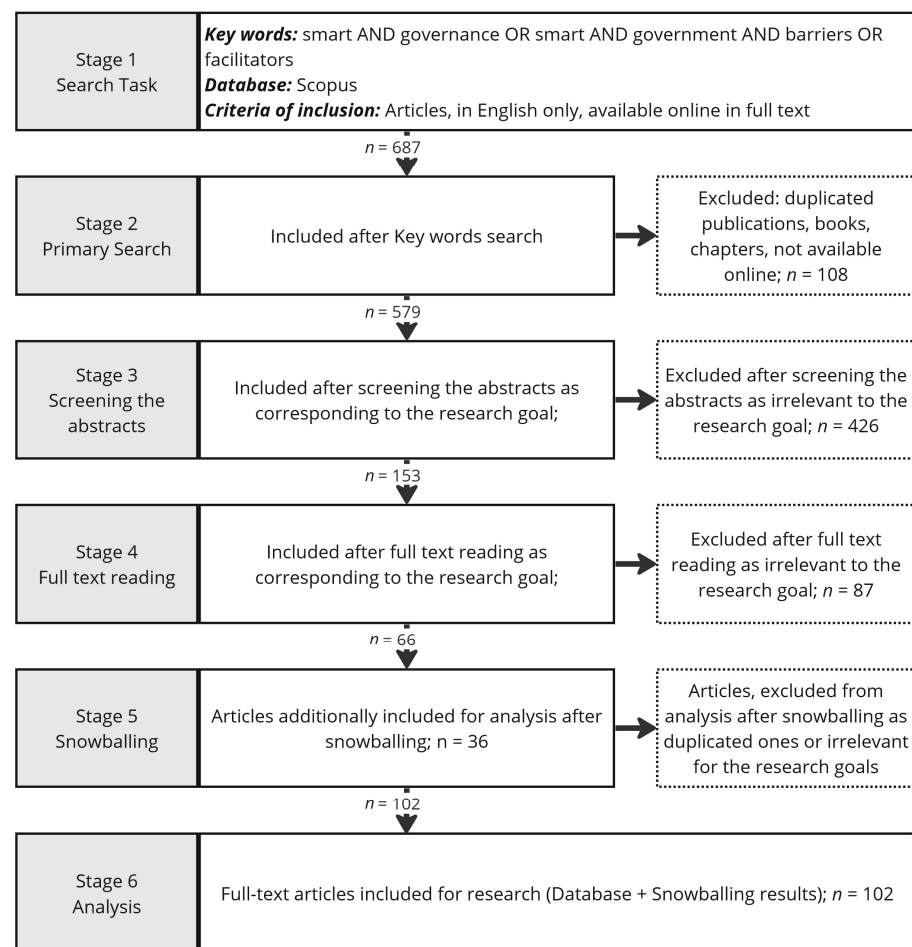 Stage 1
Search Task
Key words: smart AND governance OR smart AND government AND barriers OR
facilitators
Database: Scopus
Criteria of inclusion: Articles, in English only, available online in full text
n = 687
Stage 2
Primary Search
Included after Key words search
Excluded: duplicated
publications, books,
chapters, not available
online; n = 108
n = 579
Stage 3
Screening the
abstracts
Included after screening the abstracts as
corresponding to the research goal;
Excluded after screening the
abstracts as irrelevant to the
research goal; n = 426
n = 153
Stage 4
Full text reading
Included after full text reading as
corresponding to the research goal;
Excluded after full text
reading as irrelevant to the
research goal; n = 87
n = 66
Stage 5
Snowballing
Articles additionally included for analysis after
snowballing; n = 36
Articles, excluded from
analysis after snowballing as
duplicated ones or irrelevant
for the research goals
n = 102
Stage 6
Analysis
Full-text articles included for research (Database + Snowballing results); n = 102